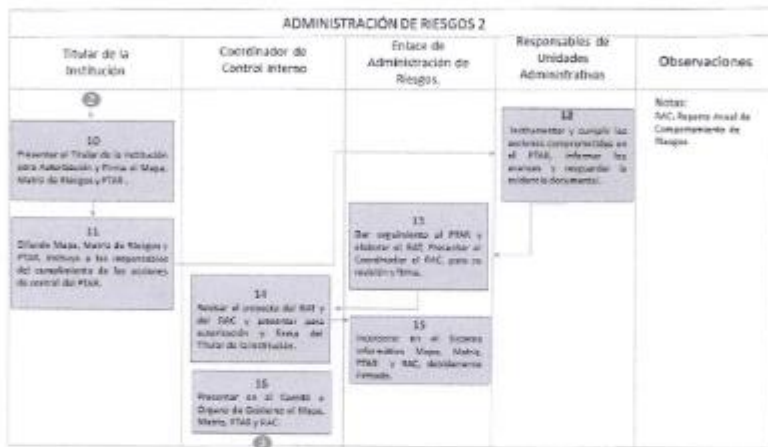 ADMINISTRACIÓN DE RIESGOS 2
Titular de la
Institución
Coordinador de
Control Interno
Enlace de
Administración de
Riesgos.
Responsables de
Unidades
Administrativas
Observaciones
2
10
Presentar al Titular de la Institución
para Autorización y Firma el Mapa,
Matriz de Riesgos y PTAR.
11
Difunde Mapa, Matriz de Riesgos y
PTAR, instruye a los responsables
del cumplimiento de las acciones
de control del PTAR.
12
Instrumentar y cumplir las
acciones comprometidas en
el PTAR, informar los
avances y resguardar la
evidencia documental.
Notas:
RAC, Reporte Anual de
Comportamiento de
Riesgos
13
Dar seguimiento al PTAR y
elaborar el RAT, Presentar al
Coordinador el RAC, para su
revisión y firma.
14
Revisar el proyecto del RAT y
del RAC y presentar para
autorización y firma del
Titular de la Institución.
15
Incorporar en el Sistema
Informático Mapa, Matriz,
PTAR y RAC, debidamente
firmado.
16
Presentar en el Comité u
Órgano de Gobierno el Mapa,
Matriz, PTAR y RAC.